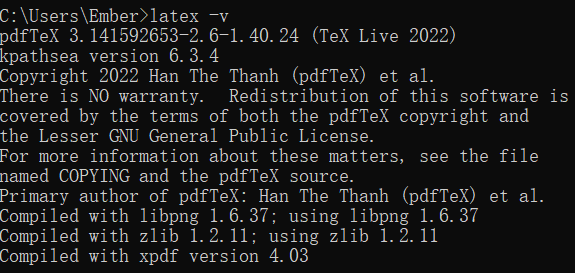 C:\Users\Ember>latex -v
pdfTeX 3.141592653-2.6-1.40.24 (TeX Live 2022)
kpathsea version 6.3.4
Copyright 2022 Han The Thanh (pdfTeX) et al.
There is NO warranty.  Redistribution of this software is
covered by the terms of both the pdfTeX copyright and
the Lesser GNU General Public License.
For more information about these matters, see the file
named COPYING and the pdfTeX source.
Primary author of pdfTeX: Han The Thanh (pdfTeX) et al.
Compiled with libpng 1.6.37; using libpng 1.6.37
Compiled with zlib 1.2.11; using zlib 1.2.11
Compiled with xpdf version 4.03